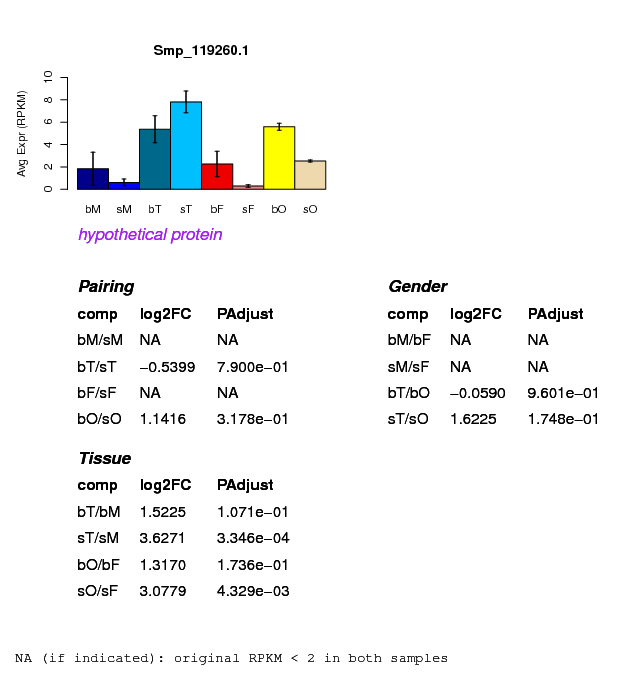 Smp_119260.1
Avg Expr (RPKM)
0 2 4 6 8 10
bM sM bT sT bF sF bO sO
hypothetical protein
Pairing
comp log2FC PAdjust
bM/sM NA NA
bT/sT −0.5399 7.900e−01
bF/sF NA NA
bO/sO 1.1416 3.178e−01
Gender
comp log2FC PAdjust
bM/bF NA NA
sM/sF NA NA
bT/bO −0.0590 9.601e−01
sT/sO 1.6225 1.748e−01
Tissue
comp log2FC PAdjust
bT/bM 1.5225 1.071e−01
sT/sM 3.6271 3.346e−04
bO/bF 1.3170 1.736e−01
sO/sF 3.0779 4.329e−03
NA (if indicated): original RPKM < 2 in both samples